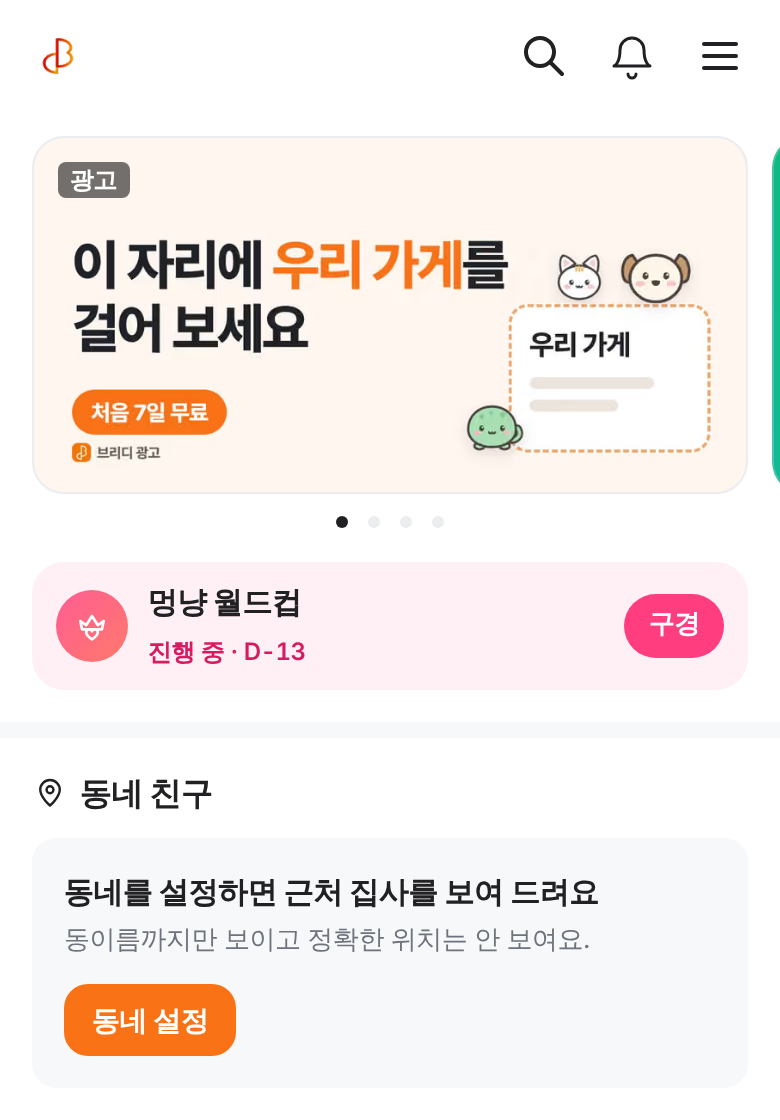 광고
이 자리에 우리 가게를
걸어 보세요
우리 가게
처음 7일 무료
브리디 광고
멍냥 월드컵
진행 중 · D-13
구경
동네 친구
동네를 설정하면 근처 집사를 보여 드려요
동이름까지만 보이고 정확한 위치는 안 보여요.
동네 설정